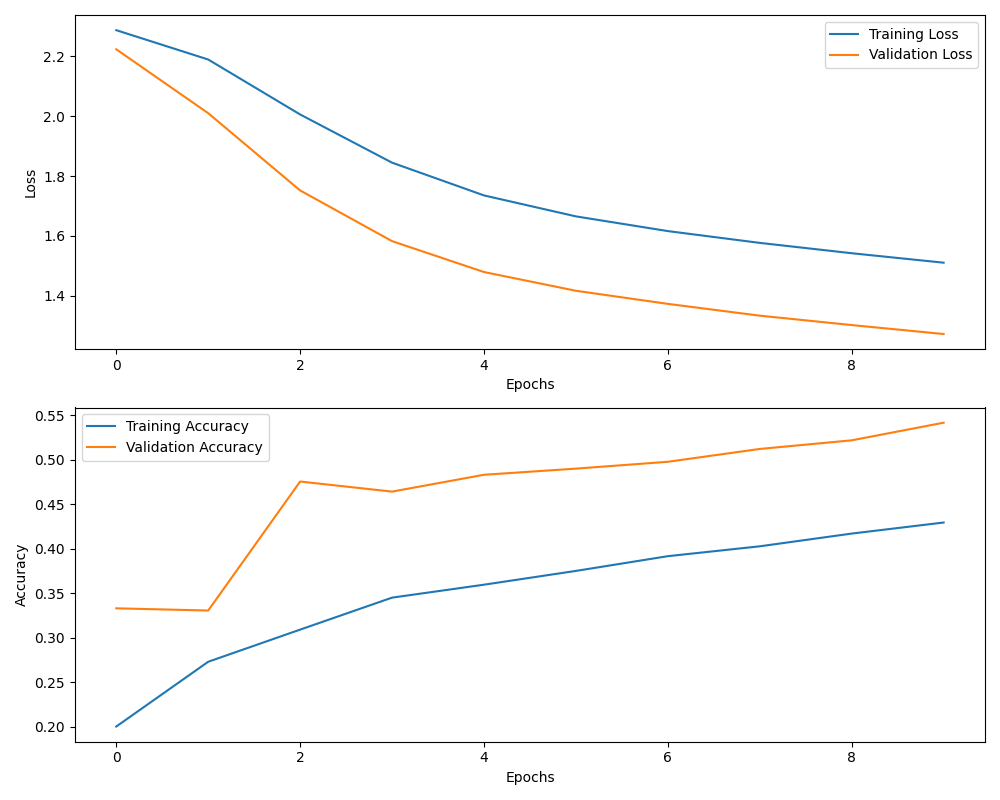 Training Loss
Validation Loss
2.2
2.0
1.8
1.6
1.4
Loss
0 2 4 6 8
Epochs
Training Accuracy
Validation Accuracy
0.55
0.50
0.45
0.40
0.35
0.30
0.25
0.20
Accuracy
0 2 4 6 8
Epochs